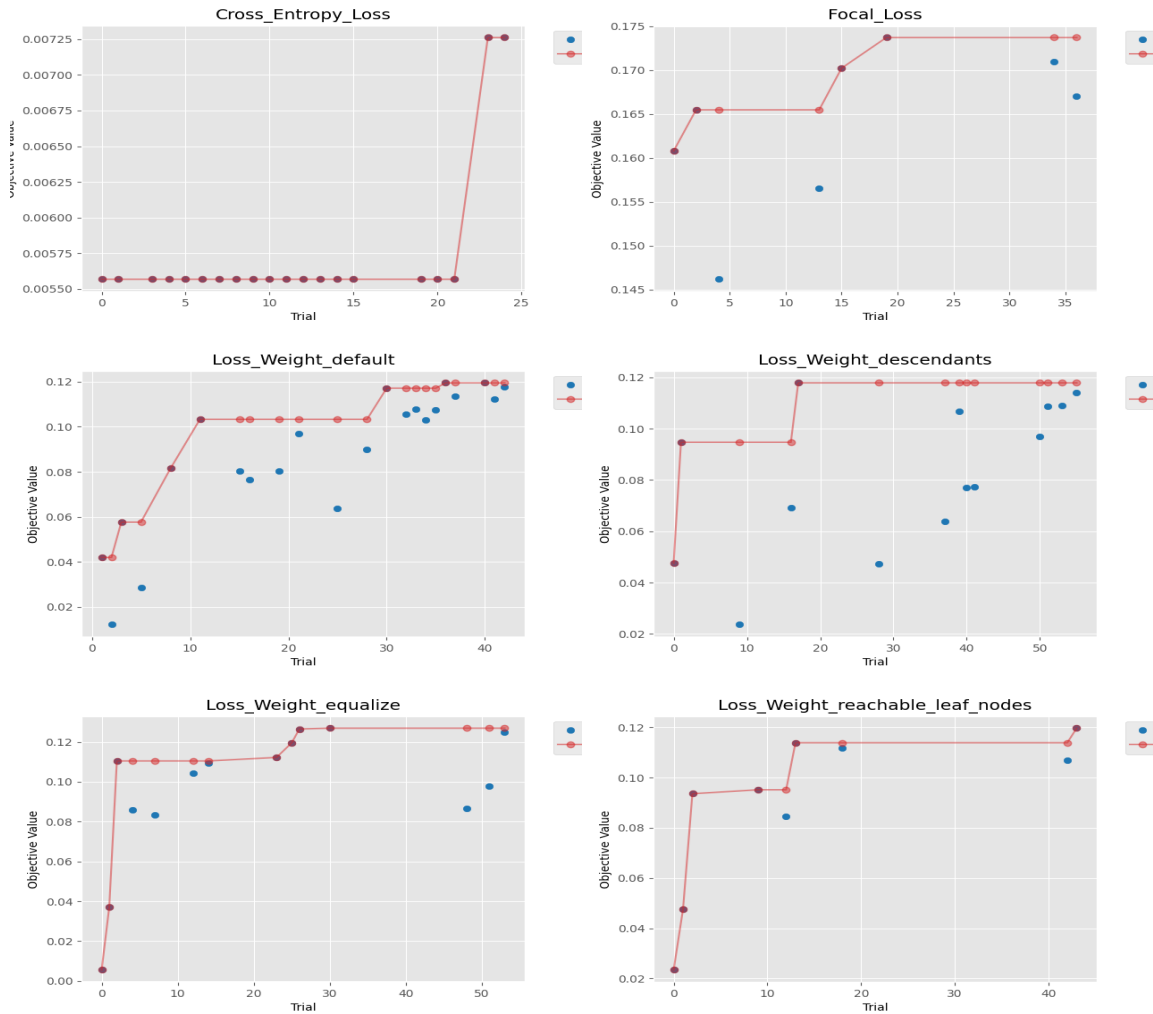 Cross_Entropy_Loss
0.00725
0.00700
0.00675
0.00650
0.00625
0.00600
0.00575
0.00550
Objective Value
0 5 10 15 20 25
Trial
Focal_Loss
0.175
0.170
0.165
0.160
0.155
0.150
0.145
Objective Value
0 5 10 15 20 25 30 35
Trial
Loss_Weight_default
0.12
0.10
0.08
0.06
0.04
0.02
Objective Value
0 10 20 30 40
Trial
Loss_Weight_descendants
0.12
0.10
0.08
0.06
0.04
0.02
Objective Value
0 10 20 30 40 50
Trial
Loss_Weight_equalize
0.12
0.10
0.08
0.06
0.04
0.02
0.00
Objective Value
0 10 20 30 40 50
Trial
Loss_Weight_reachable_leaf_nodes
0.12
0.10
0.08
0.06
0.04
0.02
Objective Value
0 10 20 30 40
Trial